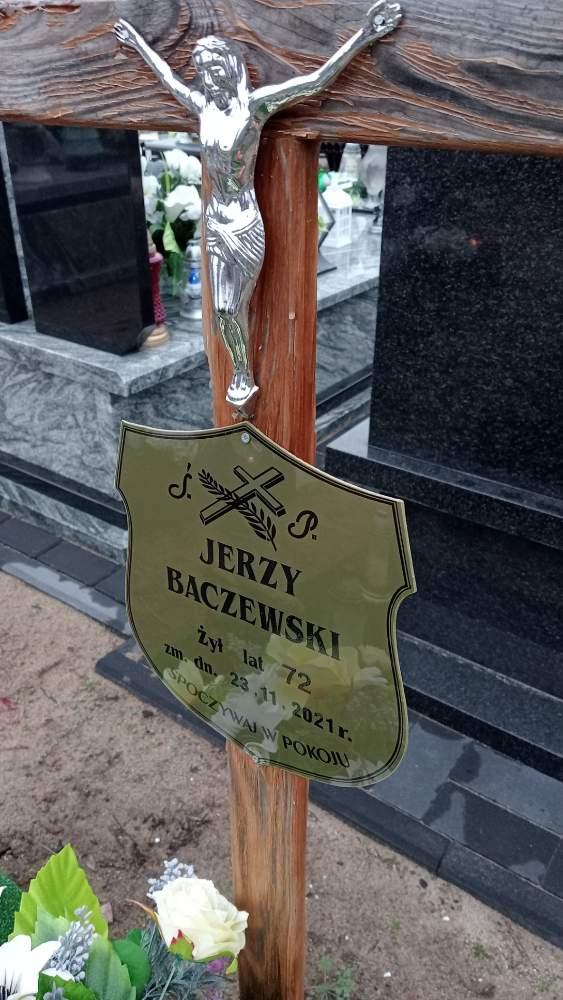 Ś. P.
JERZY
BACZEWSKI
Żył lat 72
zm. dn. 23.11.2021 r.
SPOCZYWAJ W POKOJU